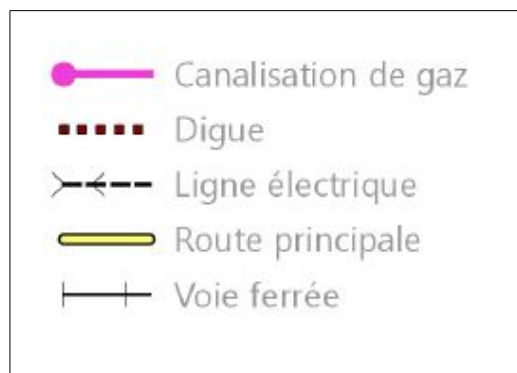 Canalisation de gaz
Digue
Ligne électrique
Route principale
Voie ferrée